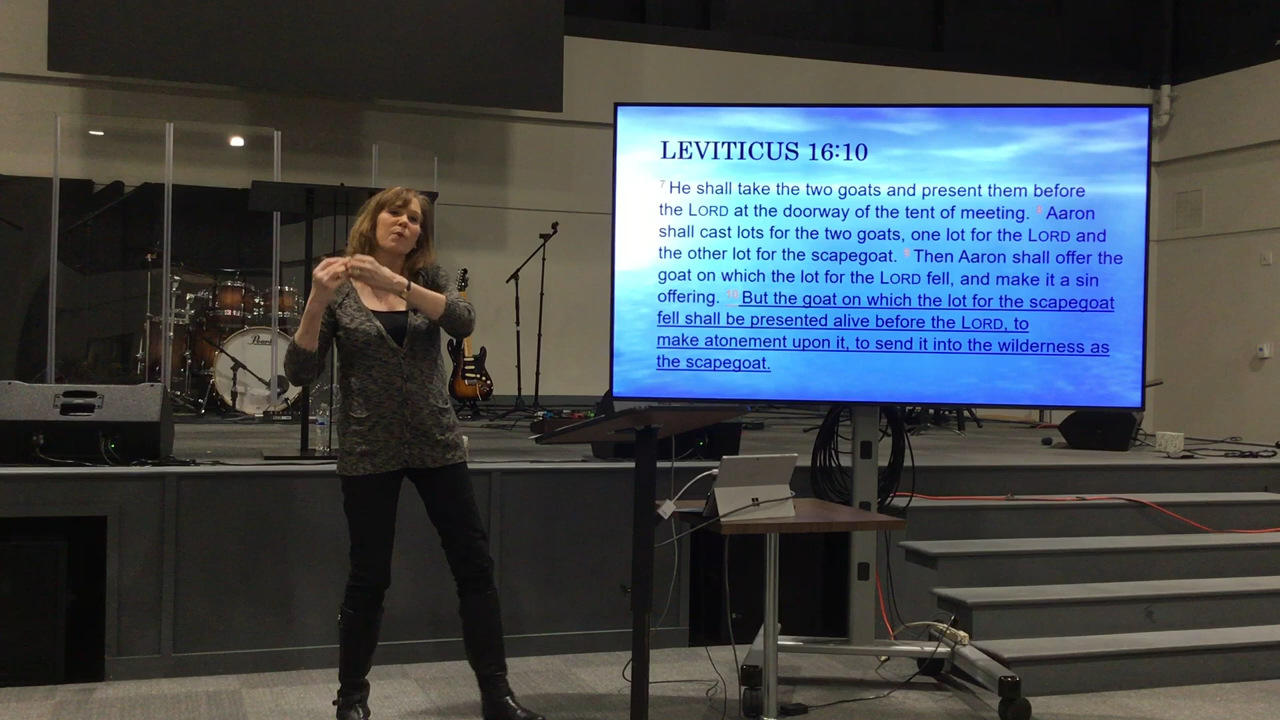 LEVITICUS 16:10
7 He shall take the two goats and present them before
the LORD at the doorway of the tent of meeting. 8 Aaron
shall cast lots for the two goats, one lot for the LORD and
the other lot for the scapegoat. 9 Then Aaron shall offer the
goat on which the lot for the LORD fell, and make it a sin
offering. 10 But the goat on which the lot for the scapegoat
fell shall be presented alive before the LORD, to
make atonement upon it, to send it into the wilderness as
the scapegoat.
Pearl